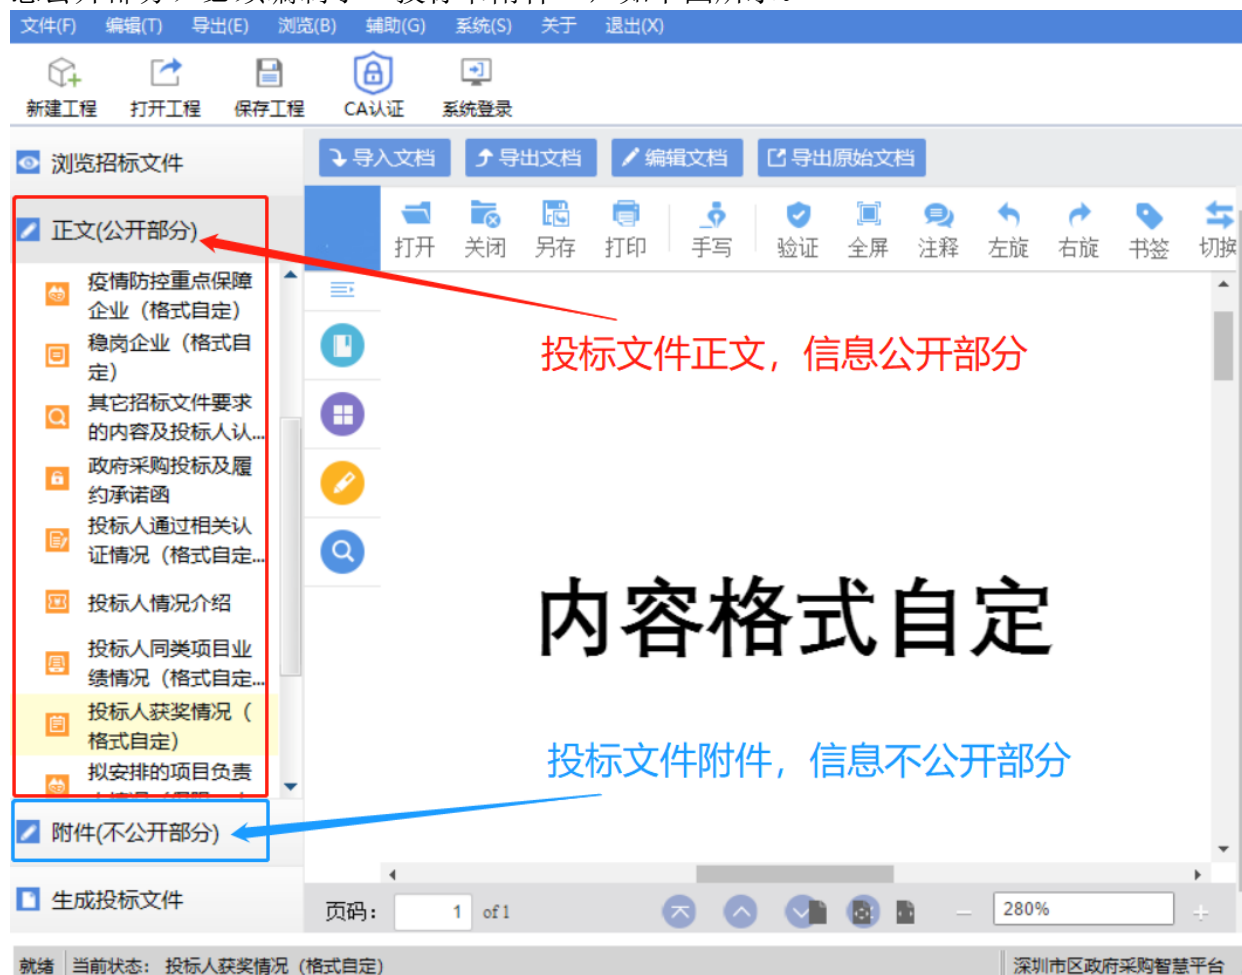 文件(F) 编辑(T) 导出(E) 浏览(B) 辅助(G) 系统(S) 关于 退出(X)
新建工程 打开工程 保存工程 CA认证 系统登录
浏览招标文件
正文(公开部分)
疫情防控重点保障
企业（格式自定）
稳岗企业（格式自
定）
其它招标文件要求
的内容及投标人认...
政府采购投标及履
约承诺函
投标人通过相关认
证情况（格式自定...
投标人情况介绍
投标人同类项目业
绩情况（格式自定...
投标人获奖情况（
格式自定）
拟安排的项目负责
附件(不公开部分)
生成投标文件
导入文档 导出文档 编辑文档 导出原始文档
打开 关闭 另存 打印 手写 验证 全屏 注释 左旋 右旋 书签 切换
投标文件正文，信息公开部分
内容格式自定
投标文件附件，信息不公开部分
页码： 1 of 1 280%
就绪 当前状态： 投标人获奖情况（格式自定） 深圳市区政府采购智慧平台